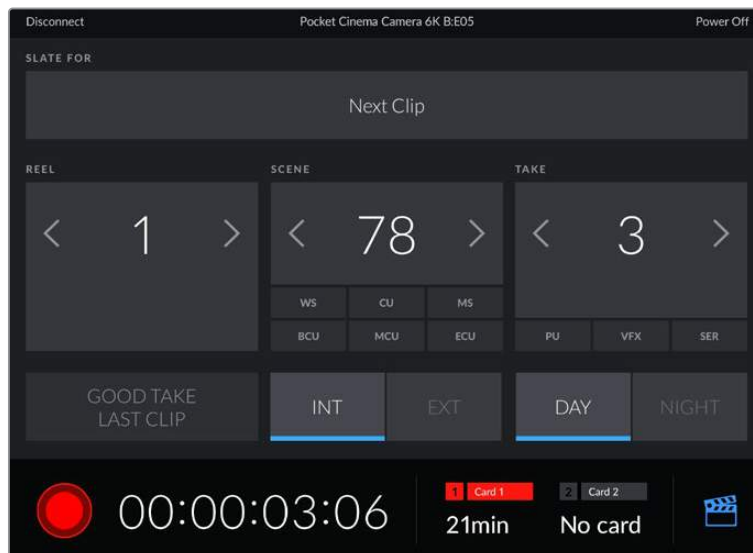 Disconnect Pocket Cinema Camera 6K B:E05 Power Off
SLATE FOR
Next Clip
REEL SCENE TAKE
< 1 > < 78 > < 3 >
WS CU MS
BCU MCU ECU PU VFX SER
GOOD TAKE
LAST CLIP
INT EXT DAY NIGHT
00:00:03:06
1 Card 1
21min
2 Card 2
No card